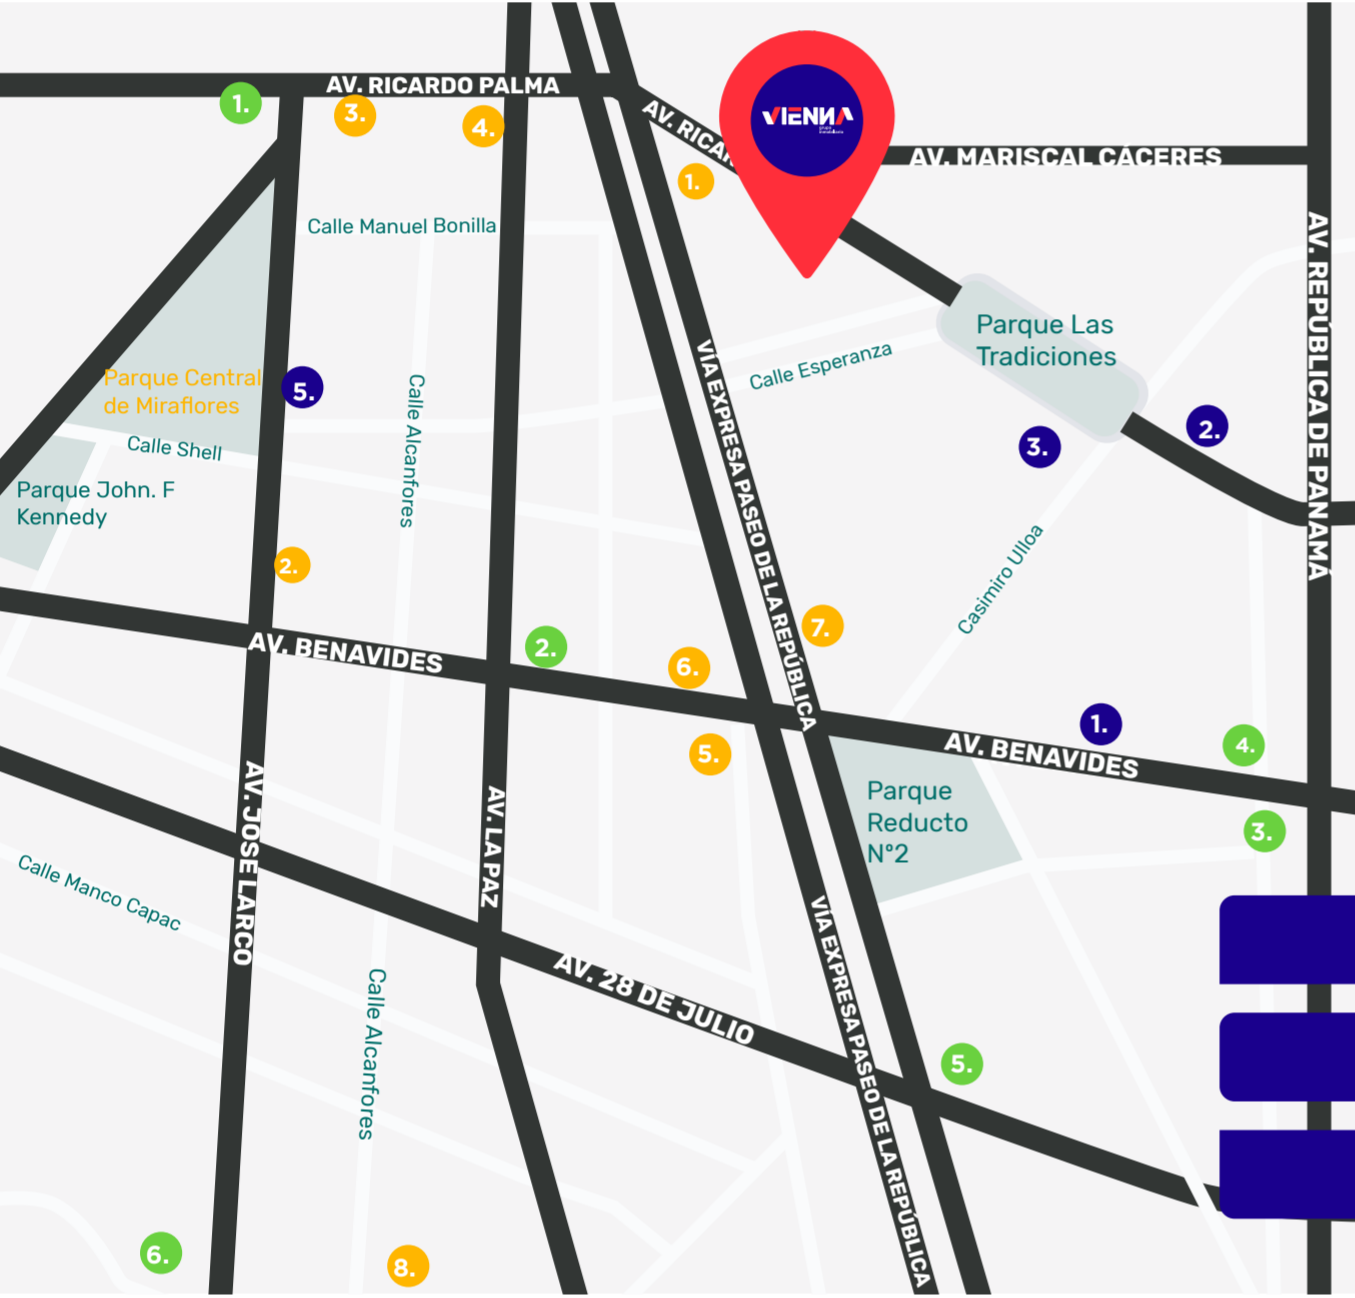 AV. RICARDO PALMA
1.
3.
4.
AV. RICAR
VIENNA
1.
AV. MARISCAL CÁCERES
Calle Manuel Bonilla
AV. REPÚBLICA DE PANAMÁ
Parque Las
Tradiciones
VÍA EXPRESA PASEO DE LA REPÚBLICA
Calle Esperanza
Parque Central
de Miraflores
5.
Calle Alcanfores
2.
3.
Calle Shell
Parque John. F
Kennedy
2.
Casimiro Ulloa
AV. BENAVIDES
2.
6.
7.
5.
1.
AV. BENAVIDES
4.
3.
Parque
Reducto
N°2
AV. JOSE LARCO
AV. LA PAZ
Calle Manco Capac
VÍA EXPRESA PASEO DE LA REPÚBLICA
AV. 28 DE JULIO
Calle Alcanfores
5.
6.
8.